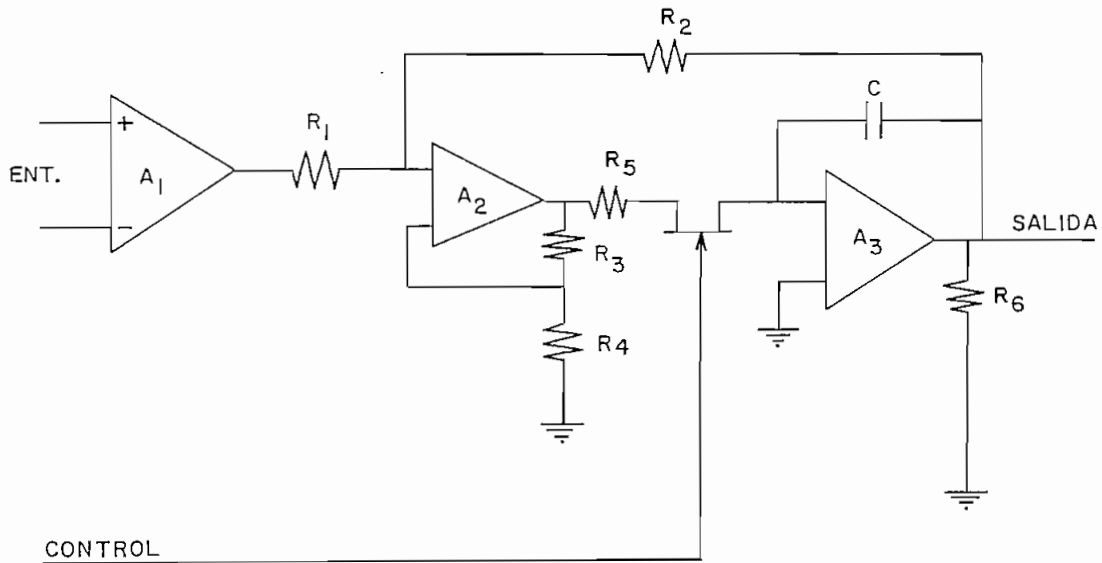 R2
C
R1
+
ENT.
A1
R5
A2
-
SALIDA
A3
R3
R6
R4
CONTROL